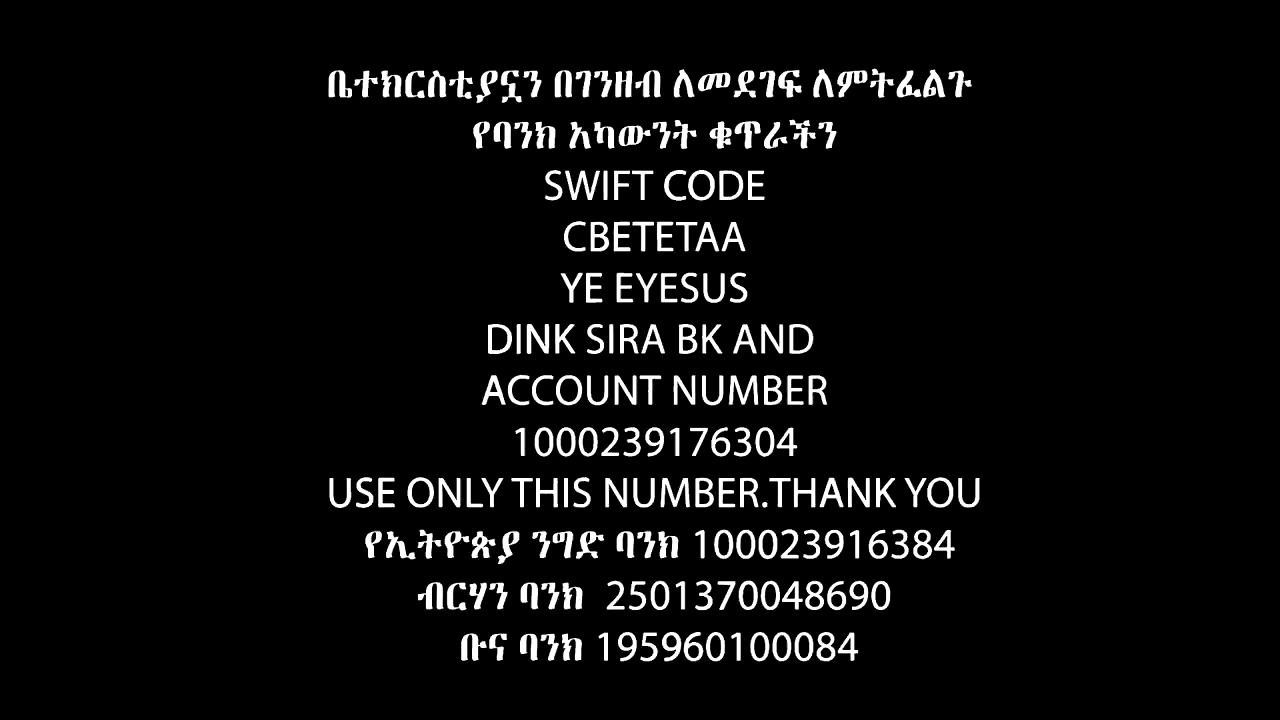 ቤተክርስቲያኗን በገንዘብ ለመደገፍ ለምትፈልጉ
የባንክ አካውንት ቁጥራችን
SWIFT CODE
CBETETAA
YE EYESUS
DINK SIRA BK AND
ACCOUNT NUMBER
1000239176304
USE ONLY THIS NUMBER.THANK YOU
የኢትዮጵያ ንግድ ባንክ 100023916384
ብርሃን ባንክ 2501370048690
ቡና ባንክ 195960100084